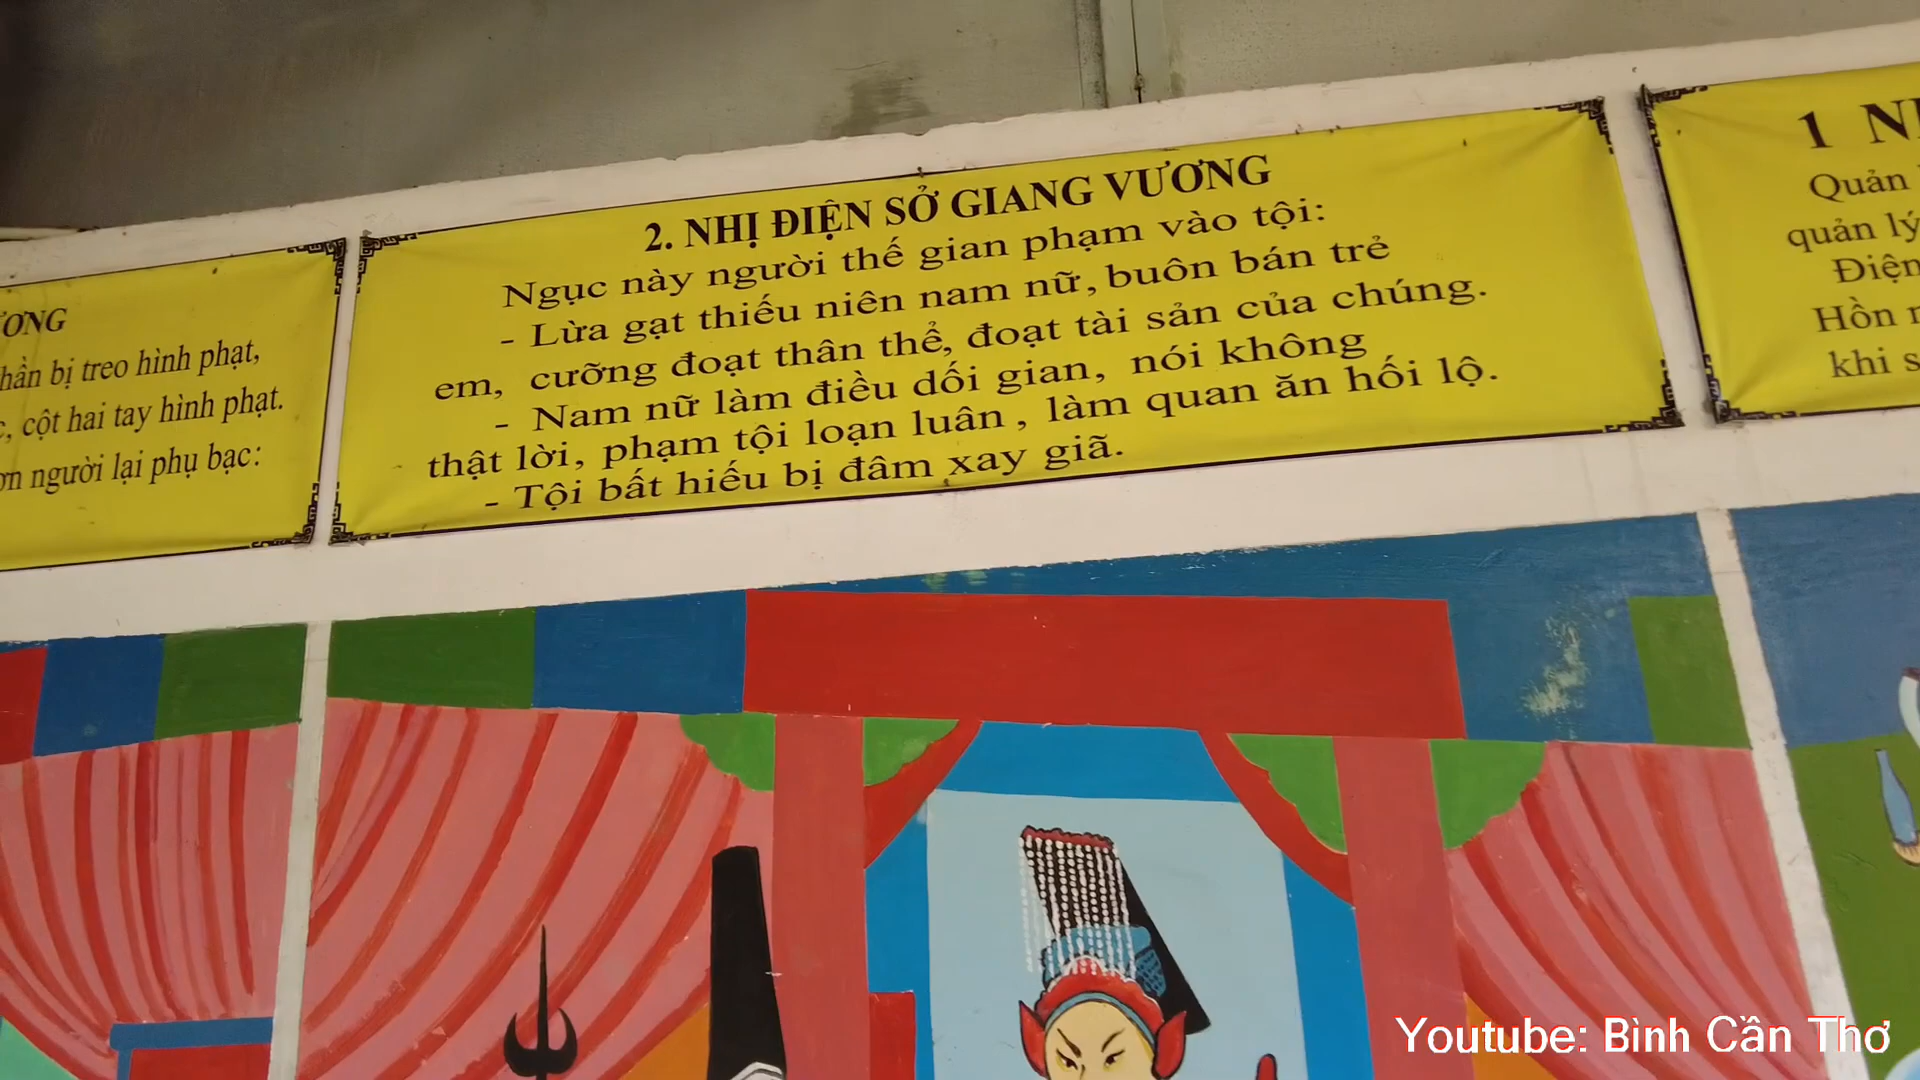 ƯƠNG
hần bị treo hình phạt,
, cột hai tay hình phạt.
ơn người lại phụ bạc:
2. NHỊ ĐIỆN SỞ GIANG VƯƠNG
Ngục này người thế gian phạm vào tội:
- Lừa gạt thiếu niên nam nữ, buôn bán trẻ
em, cưỡng đoạt thân thể, đoạt tài sản của chúng.
- Nam nữ làm điều dối gian, nói không
thật lời, phạm tội loạn luân, làm quan ăn hối lộ.
- Tội bất hiếu bị đâm xay giã.
1 N
Quản
quản lý
Điện
Hồn
khi s
Youtube: Bình Cần Thơ